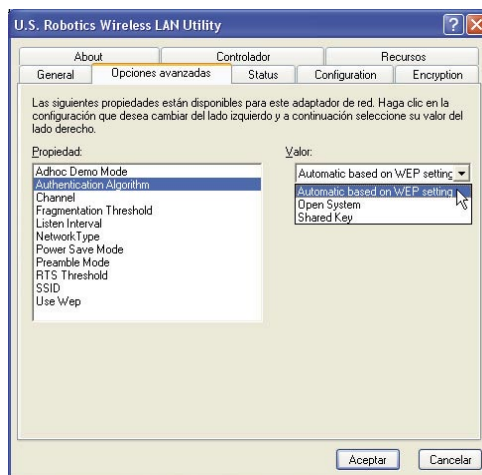 U.S. Robotics Wireless LAN Utility
About Controlador Recursos
General Opciones avanzadas Status Configuration Encryption
Las siguientes propiedades están disponibles para este adaptador de red. Haga clic en la
configuración que desea cambiar del lado izquierdo y a continuación seleccione su valor del
lado derecho.
Propiedad: Valor:
Adhoc Demo Mode
Authentication Algorithm
Channel
Fragmentation Threshold
Listen Interval
NetworkType
Power Save Mode
Preamble Mode
RTS Threshold
SSID
Use Wep
Automatic based on WEP setting
Automatic based on WEP setting
Open System
Shared Key
Aceptar Cancelar